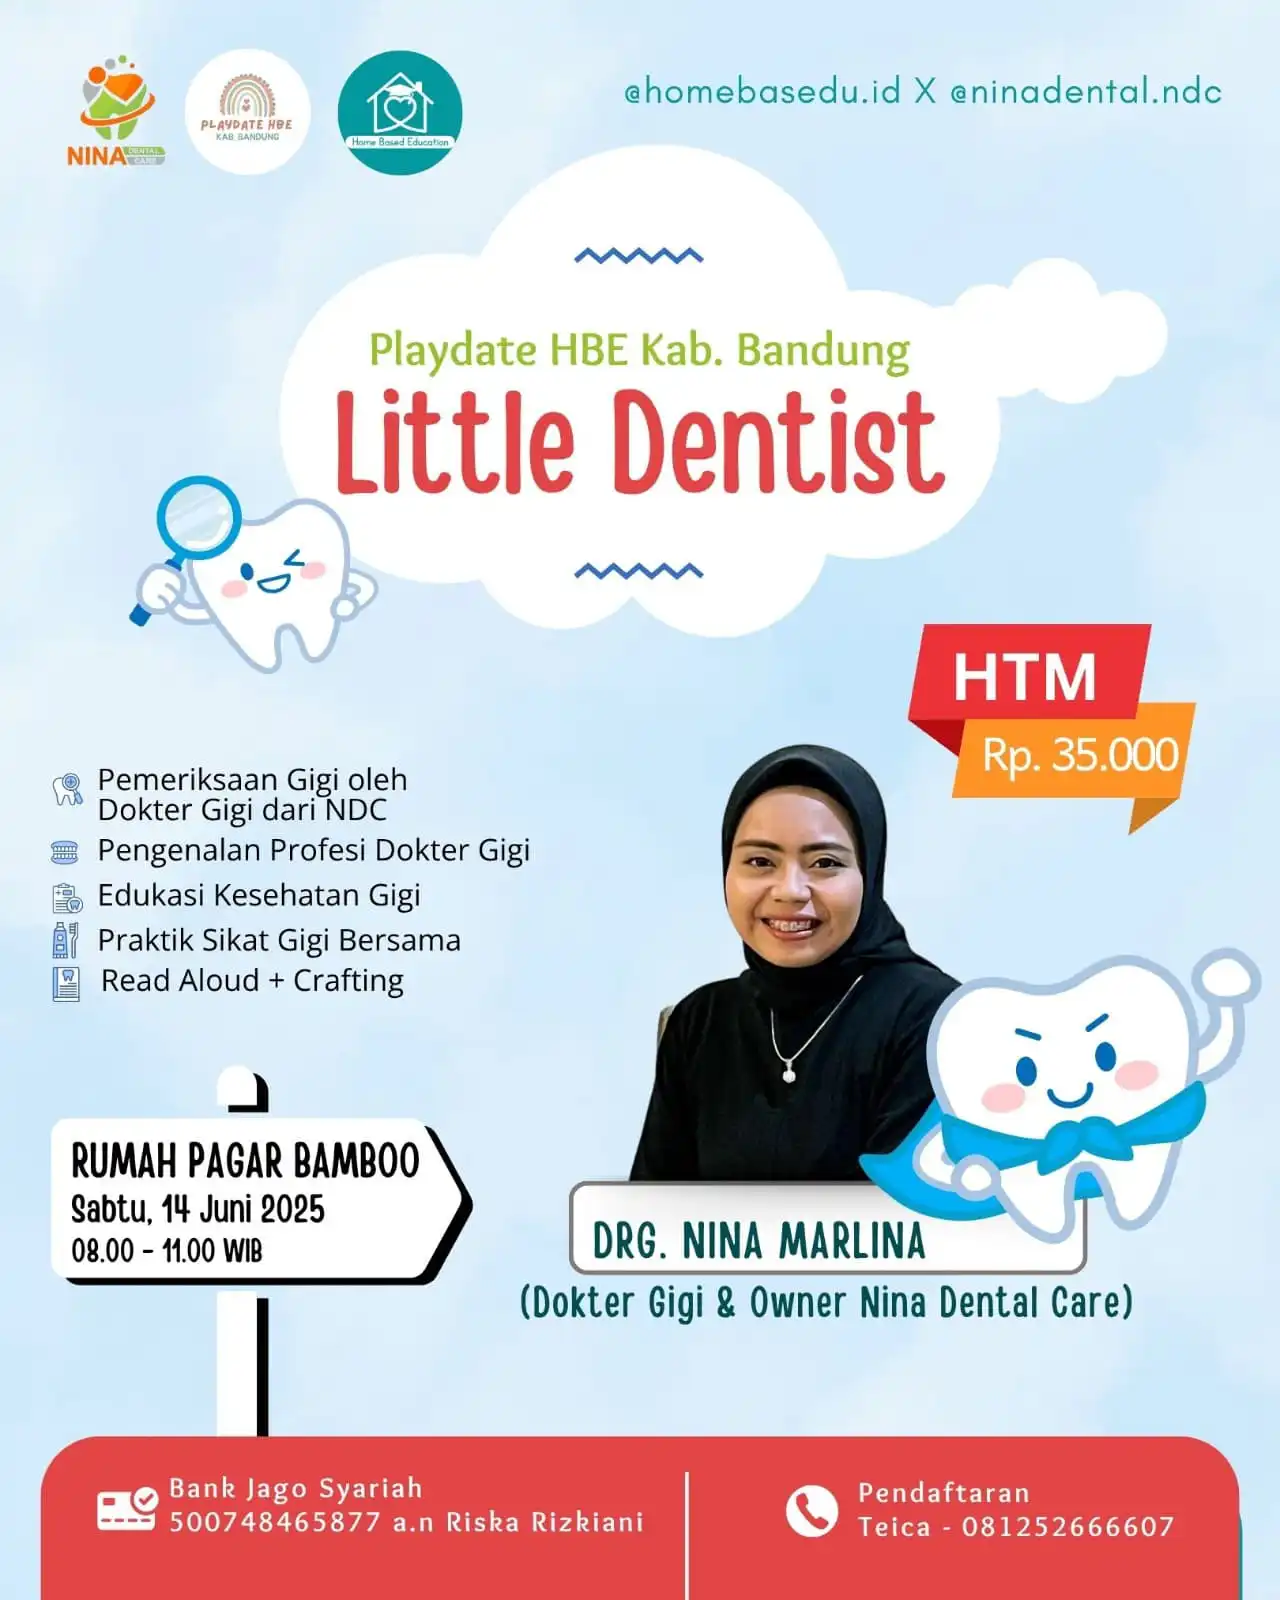 NINA DENTAL
CARE
PLAYDATE HBE
KAB. BANDUNG
Home Based Education
@homebasedu.id X @ninadental.ndc
Playdate HBE Kab. Bandung
Little Dentist
HTM
Rp. 35.000
Pemeriksaan Gigi oleh
Dokter Gigi dari NDC
Pengenalan Profesi Dokter Gigi
Edukasi Kesehatan Gigi
Praktik Sikat Gigi Bersama
Read Aloud + Crafting
RUMAH PAGAR BAMBOO
Sabtu, 14 Juni 2025
08.00 - 11.00 WIB
DRG. NINA MARLINA
(Dokter Gigi & Owner Nina Dental Care)
Bank Jago Syariah
500748465877 a.n Riska Rizkiani
Pendaftaran
Teica - 081252666607